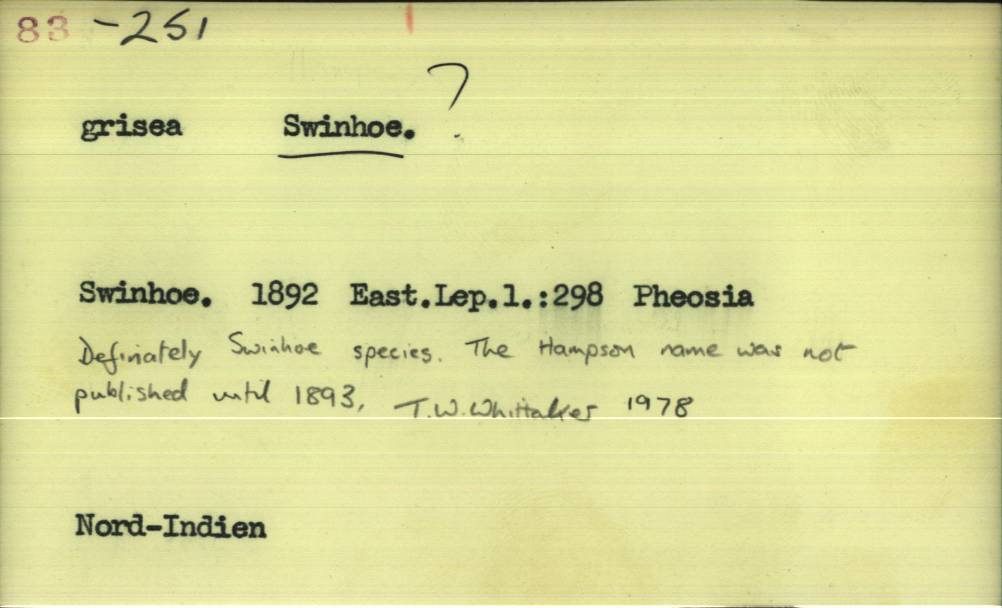 83 -251
grisea Swinhoe. ?
Swinhoe. 1892 East.Lep.1.:298 Pheosia
Definately Swinhoe species. The Hampson name was not
published until 1893, T.W.Whittaker 1978
Nord-Indien